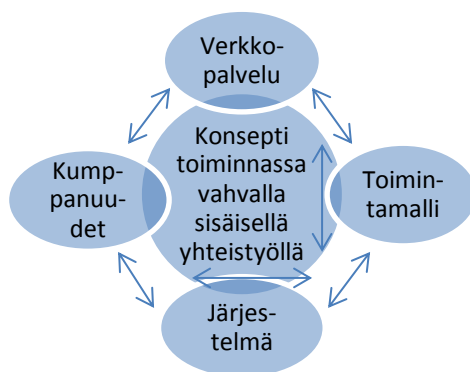 Verkko-
palvelu
Konsepti
toiminnassa
vahvalla
sisäisellä
yhteistyöllä
Kump-
panuu-
det
Toimin-
tamalli
Järjes-
telmä